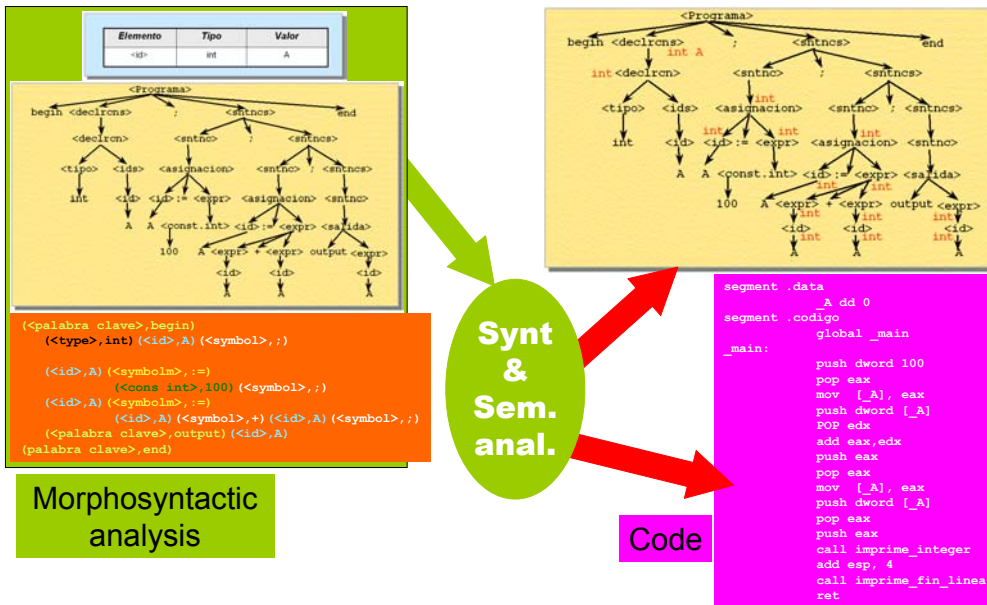 Elemento Tipo Valor
<id> int A
<Programa>
begin <declrcns> ; <sntncs> end
<declrcn> <sntnc> ; <sntncs>
<tipo> <ids> <asignacion> <sntnc> ; <sntncs>
int <id> <id> := <expr> <asignacion> <sntnc>
A A <const.int> <id> := <expr> <salida>
100 A <expr> + <expr> output <expr>
<id> <id> <id>
A A A
(<palabra clave>,begin)
(<type>,int)(<id>,A)(<symbol>,;)
(<id>,A)(<symbolm>,:=)
(<cons int>,100)(<symbol>,;)
(<id>,A)(<symbolm>,:=)
(<id>,A)(<symbol>,+)(<id>,A)(<symbol>,;)
(<palabra clave>,output)(<id>,A)
(palabra clave>,end)
Morphosyntactic
analysis
Synt
&
Sem.
anal.
<Programa>
begin <declrcns> ; <sntncs> end
int A
int <declrcn> <sntnc> ; <sntncs>
int
<tipo> <ids> <asignacion> <sntnc> ; <sntncs>
int int int
int <id> <id> := <expr> <asignacion> <sntnc>
A A <const.int> <id> := <expr> <salida>
int int
100 A <expr> + <expr> output <expr>
int int int
<id> <id> <id>
int int int
A A A
segment .data
_A dd 0
segment .codigo
global _main
_main:
push dword 100
pop eax
mov [_A], eax
push dword [_A]
POP edx
add eax,edx
push eax
pop eax
mov [_A], eax
push dword [_A]
pop eax
push eax
call imprime_integer
add esp, 4
call imprime_fin_linea
ret
Code